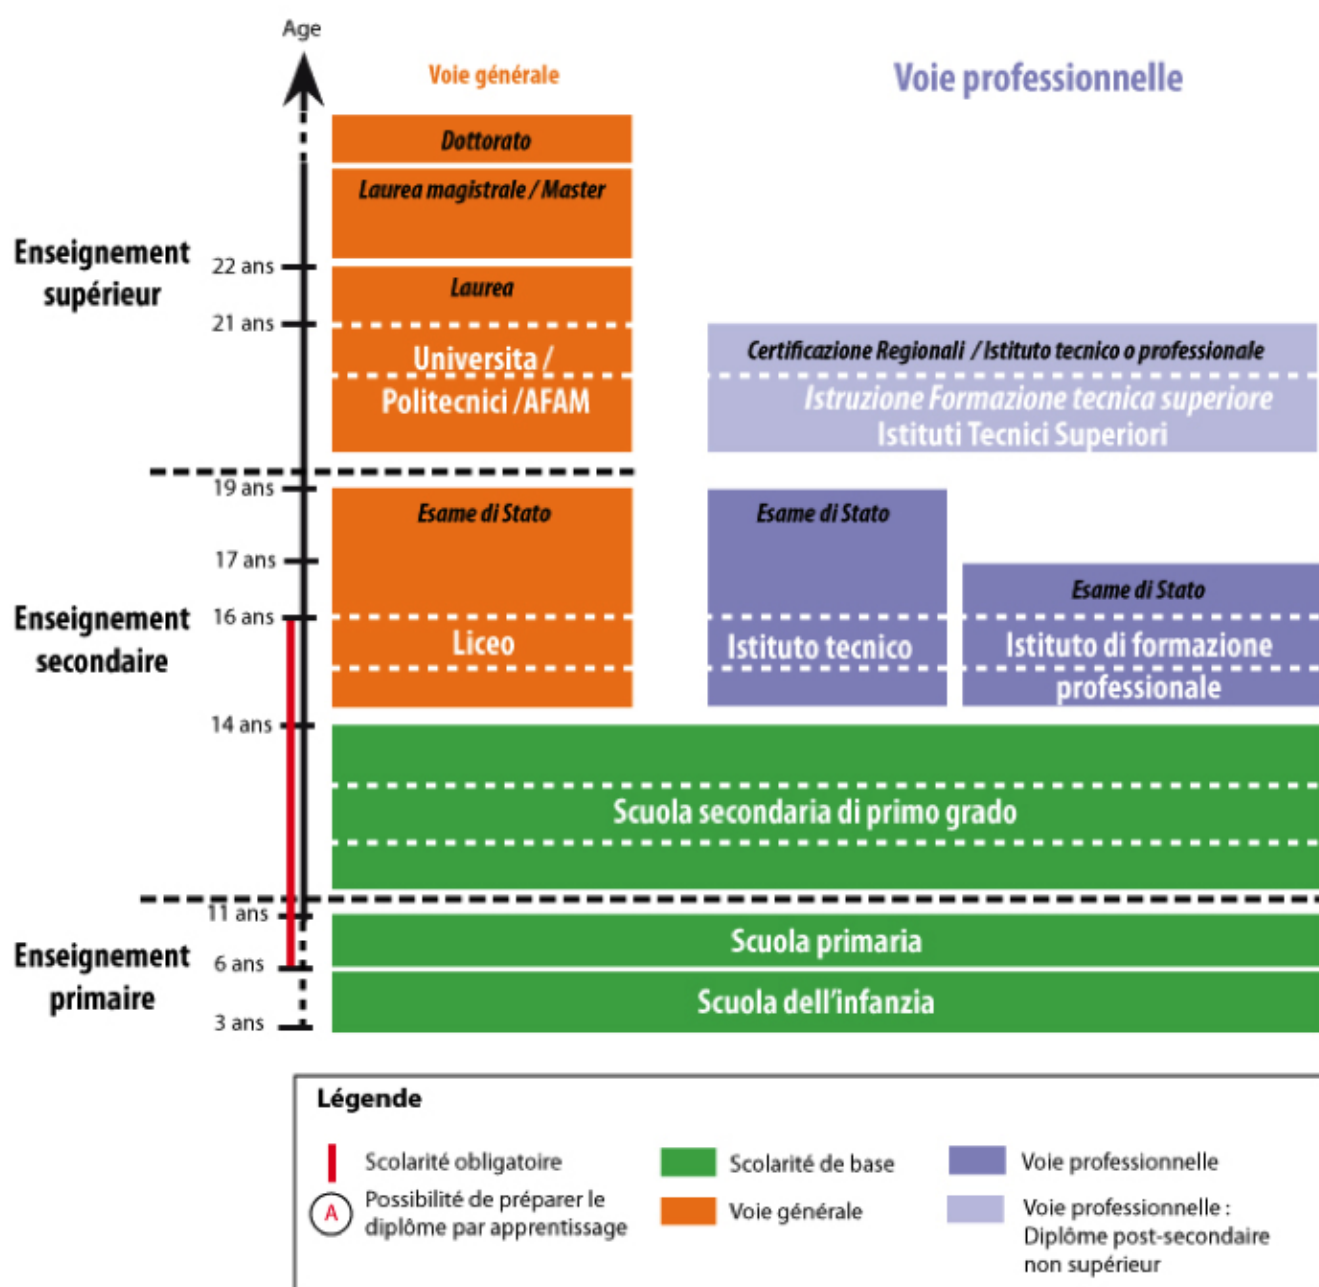 Age
Voie générale
Voie professionnelle
Dottorato
Laurea magistrale / Master
Enseignement
supérieur
22 ans
Laurea
21 ans
Universita /
Politecnici /AFAM
Certificazione Regionali / Istituto tecnico o professionale
Istruzione Formazione tecnica superiore
Istituti Tecnici Superiori
19 ans
Esame di Stato
Esame di Stato
17 ans
Esame di Stato
Enseignement
secondaire
16 ans
Liceo
Istituto tecnico
Istituto di formazione
professionale
14 ans
Scuola secondaria di primo grado
11 ans
Scuola primaria
Enseignement
primaire
6 ans
Scuola dell'infanzia
3 ans
Légende
Scolarité obligatoire
Scolarité de base
Voie professionnelle
A
Possibilité de préparer le
diplôme par apprentissage
Voie générale
Voie professionnelle :
Diplôme post-secondaire
non supérieur